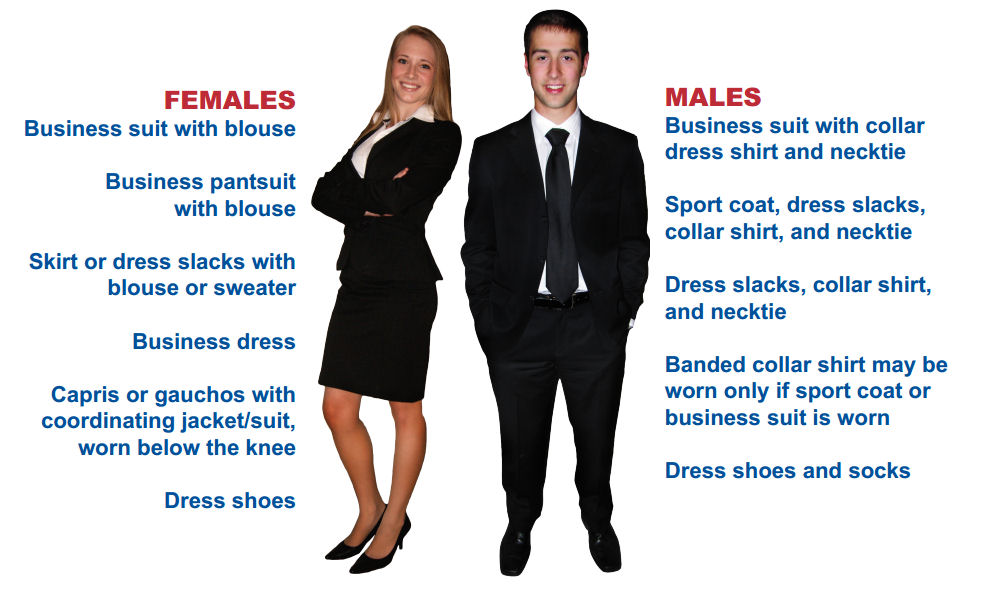 FEMALES
Business suit with blouse
Business pantsuit
with blouse
Skirt or dress slacks with
blouse or sweater
Business dress
Capris or gauchos with
coordinating jacket/suit,
worn below the knee
Dress shoes
MALES
Business suit with collar
dress shirt and necktie
Sport coat, dress slacks,
collar shirt, and necktie
Dress slacks, collar shirt,
and necktie
Banded collar shirt may be
worn only if sport coat or
business suit is worn
Dress shoes and socks